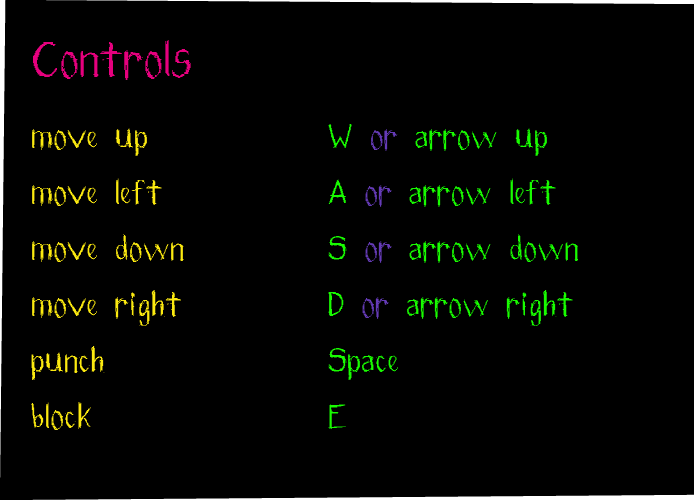 Controls
move up W or arrow up
move left A or arrow left
move down S or arrow down
move right D or arrow right
punch Space
block E